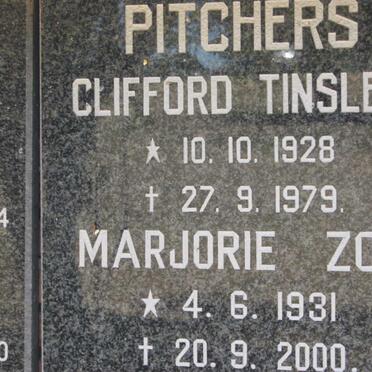 PITCHERS
CLIFFORD TINSLE
★ 10. 10. 1928
† 27. 9. 1979.
MARJORIE ZO
★ 4. 6. 1931
† 20. 9. 2000.